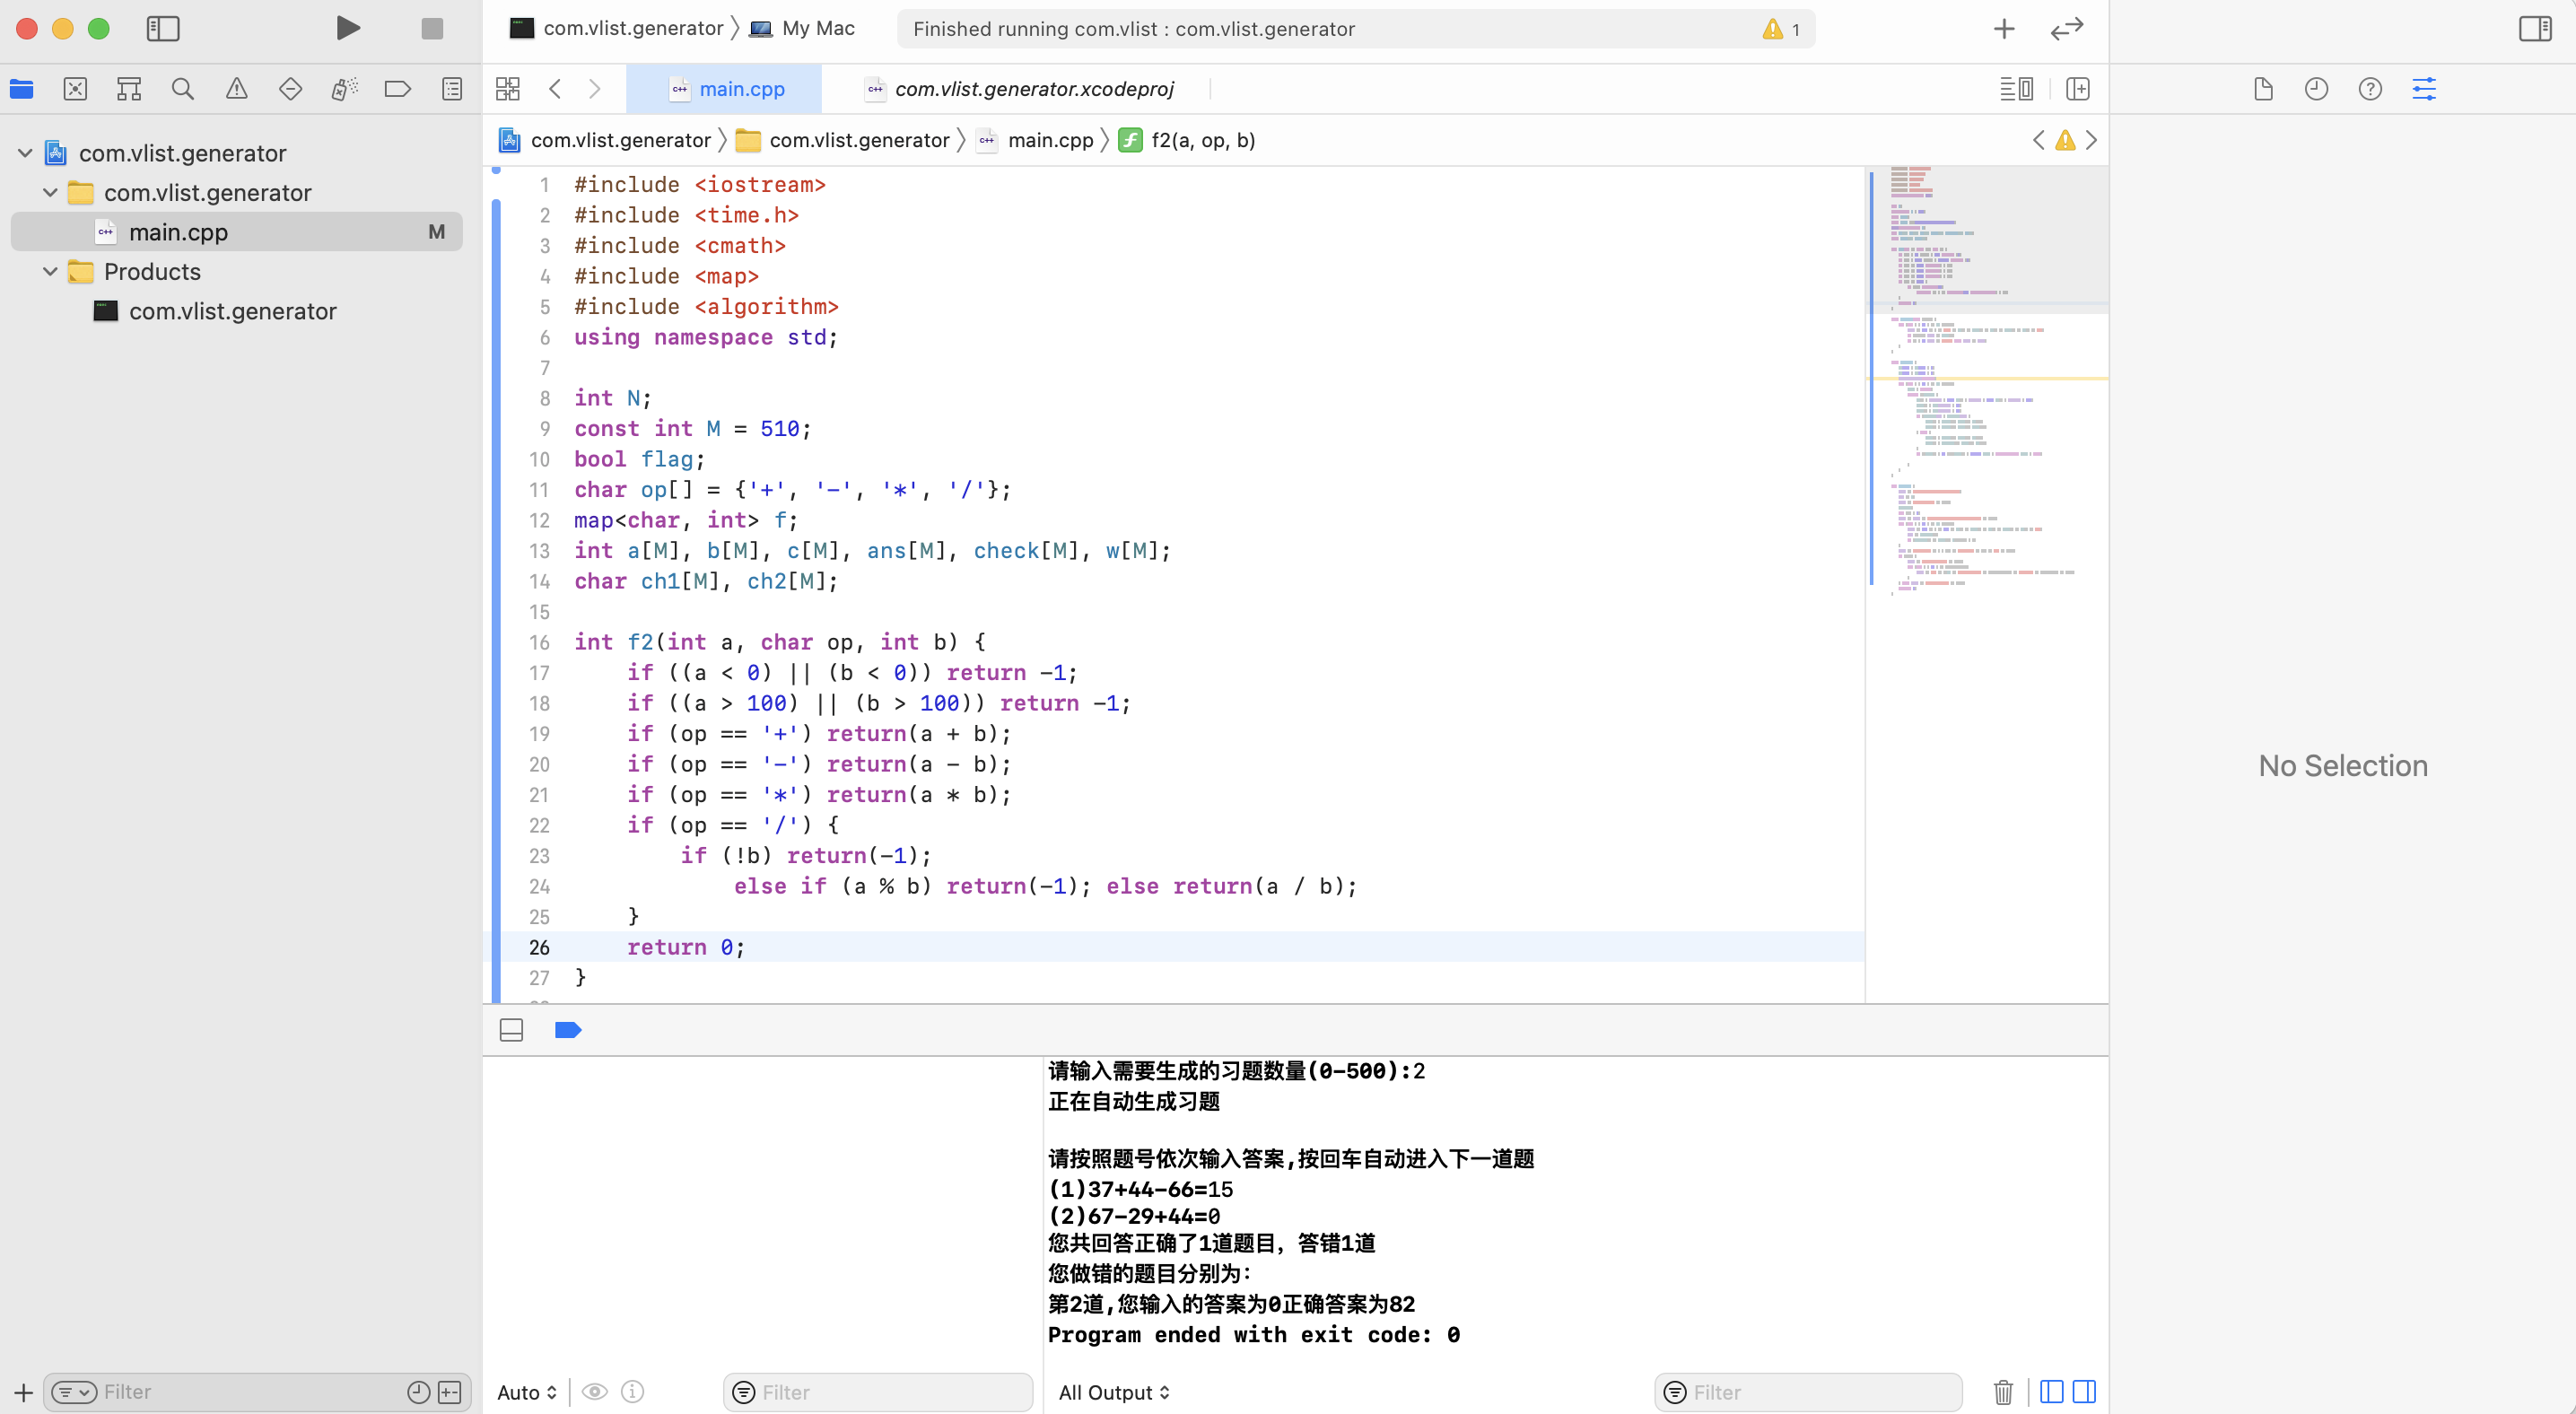 com.vlist.generator 〉 My Mac
Finished running com.vlist : com.vlist.generator
1
main.cpp
com.vlist.generator.xcodeproj
com.vlist.generator 〉 com.vlist.generator 〉 main.cpp 〉 f2(a, op, b)
com.vlist.generator
com.vlist.generator
main.cpp M
Products
com.vlist.generator
1 #include <iostream>
2 #include <time.h>
3 #include <cmath>
4 #include <map>
5 #include <algorithm>
6 using namespace std;
7
8 int N;
9 const int M = 510;
10 bool flag;
11 char op[] = {'+', '-', '*', '/'};
12 map<char, int> f;
13 int a[M], b[M], c[M], ans[M], check[M], w[M];
14 char ch1[M], ch2[M];
15
16 int f2(int a, char op, int b) {
17     if ((a < 0) || (b < 0)) return -1;
18     if ((a > 100) || (b > 100)) return -1;
19     if (op == '+') return(a + b);
20     if (op == '-') return(a - b);
21     if (op == '*') return(a * b);
22     if (op == '/') {
23         if (!b) return(-1);
24             else if (a % b) return(-1); else return(a / b);
25     }
26     return 0;
27 }
No Selection
请输入需要生成的习题数量(0-500):2
正在自动生成习题
请按照题号依次输入答案,按回车自动进入下一道题
(1)37+44-66=15
(2)67-29+44=0
您共回答正确了1道题目，答错1道
您做错的题目分别为：
第2道,您输入的答案为0正确答案为82
Program ended with exit code: 0
Filter
Auto
Filter
All Output
Filter